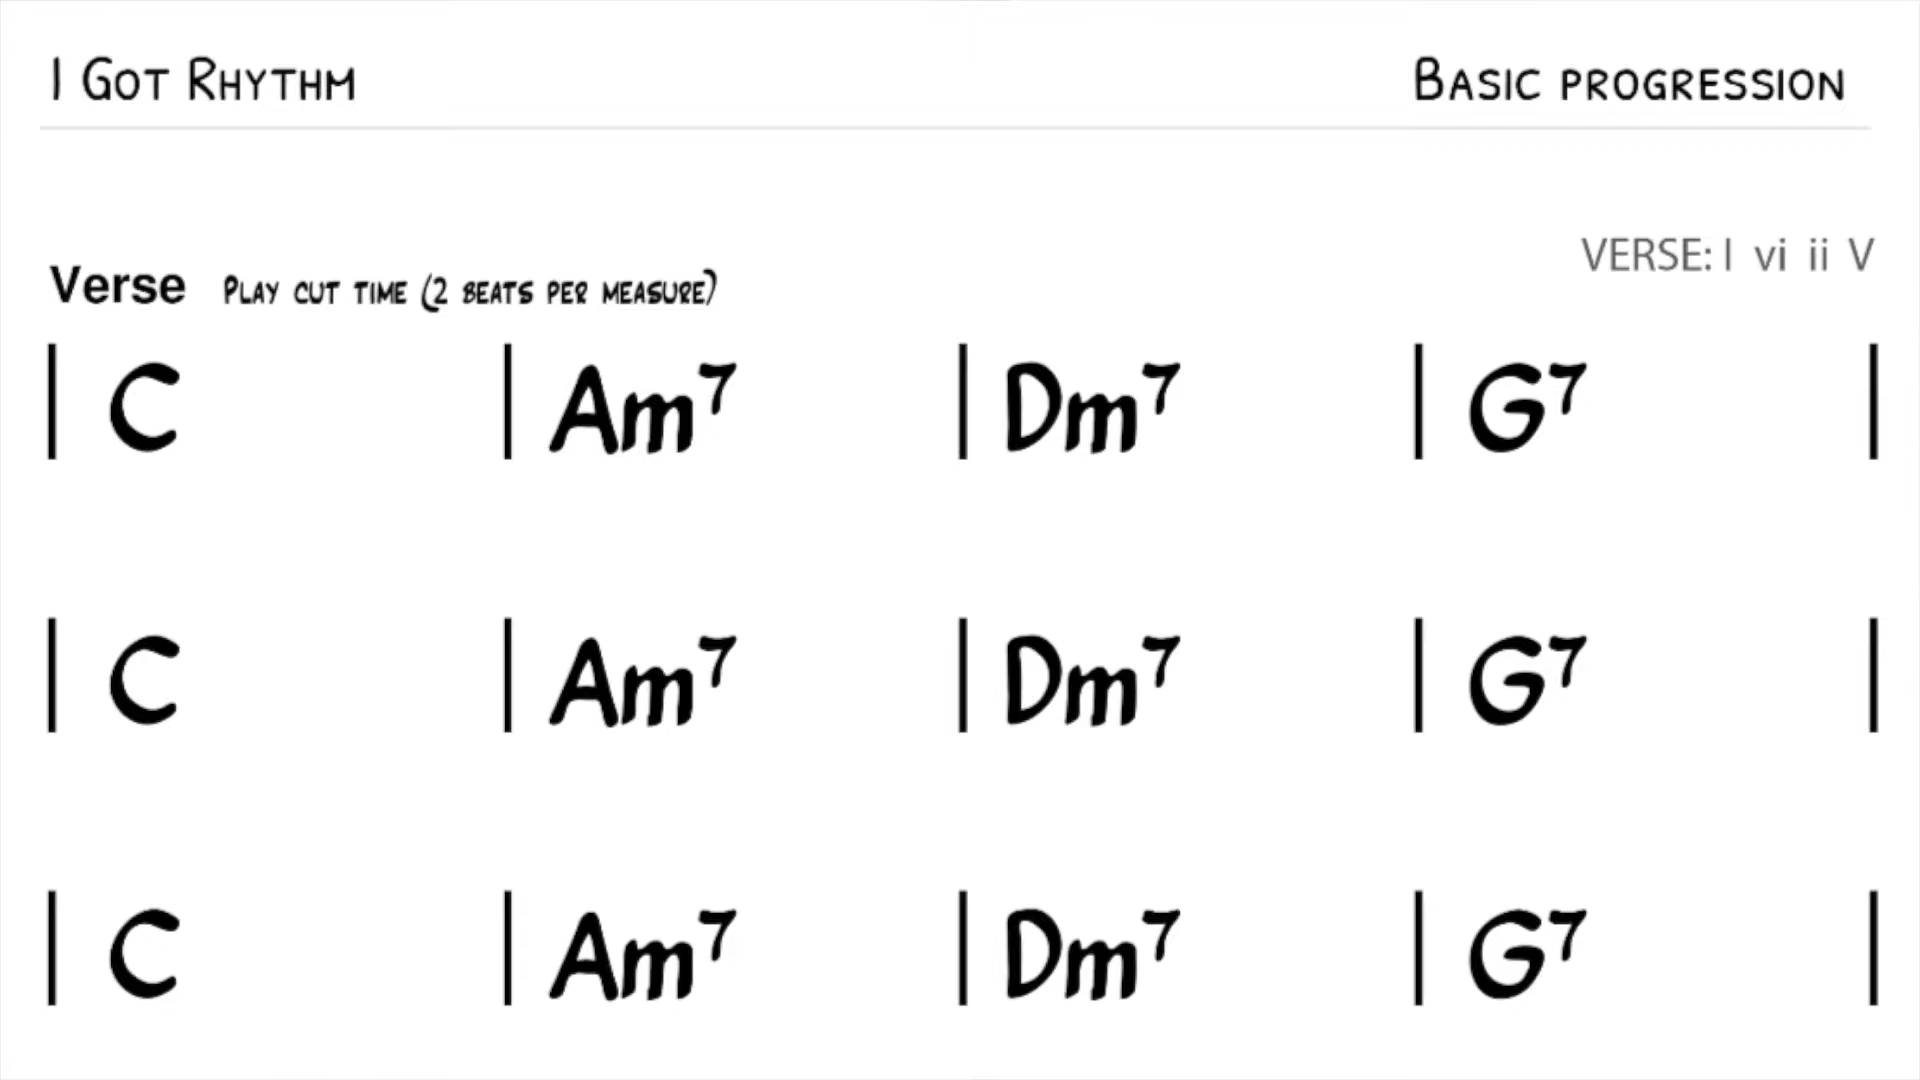 I Got Rhythm
Basic progression
VERSE: I vi ii V
Verse Play cut time (2 beats per measure)
| C | Am7 | Dm7 | G7 |
| C | Am7 | Dm7 | G7 |
| C | Am7 | Dm7 | G7 |